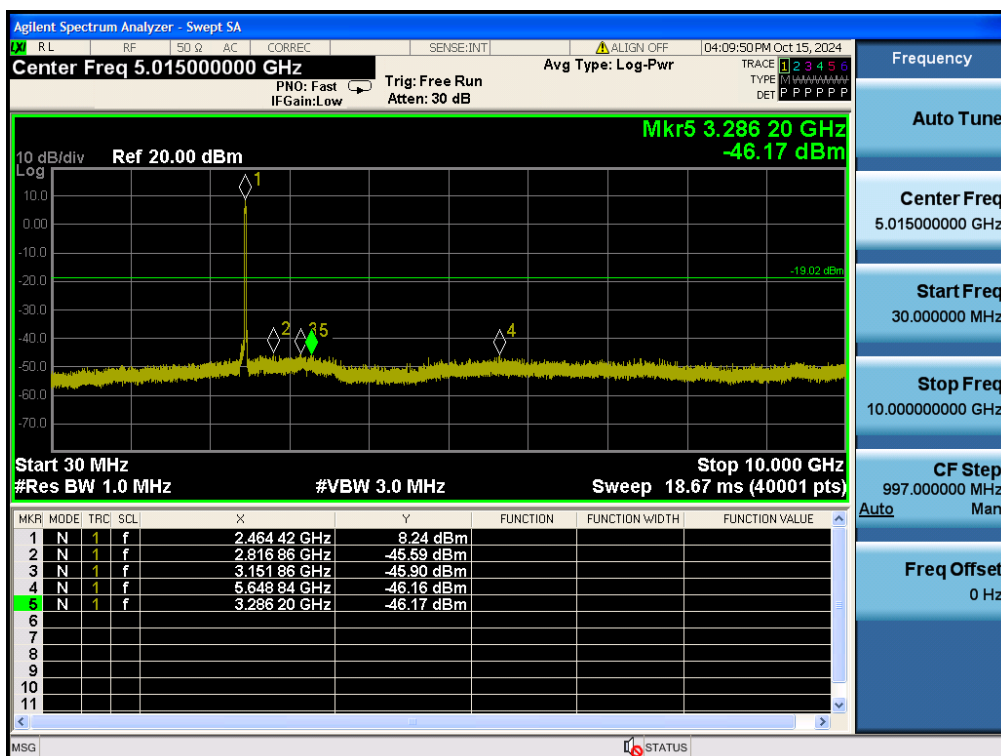 Agilent Spectrum Analyzer - Swept SA
LXI RL RF 50 Ω AC CORREC SENSE:INT ALIGN OFF 04:09:50 PM Oct 15, 2024
Center Freq 5.015000000 GHz
PNO: Fast
IFGain:Low
Trig: Free Run
Atten: 30 dB
Avg Type: Log-Pwr
TRACE 1 2 3 4 5 6
TYPE M WWWWW
DET P P P P P P
Mkr5 3.286 20 GHz
-46.17 dBm
10 dB/div
Log
Ref 20.00 dBm
10.0
0.00
-10.0
-20.0
-30.0
-40.0
-50.0
-60.0
-70.0
1
-19.02 dBm
2
3
5
4
Start 30 MHz
Stop 10.000 GHz
#Res BW 1.0 MHz
#VBW 3.0 MHz
Sweep 18.67 ms (40001 pts)
MKR MODE TRC SCL X Y FUNCTION FUNCTION WIDTH FUNCTION VALUE
1 N 1 f 2.464 42 GHz 8.24 dBm
2 N 1 f 2.816 86 GHz -45.59 dBm
3 N 1 f 3.151 86 GHz -45.90 dBm
4 N 1 f 5.648 84 GHz -46.16 dBm
5 N 1 f 3.286 20 GHz -46.17 dBm
6
7
8
9
10
11
MSG
STATUS
Frequency
Auto Tune
Center Freq
5.015000000 GHz
Start Freq
30.000000 MHz
Stop Freq
10.000000000 GHz
CF Step
997.000000 MHz
Auto Man
Freq Offset
0 Hz